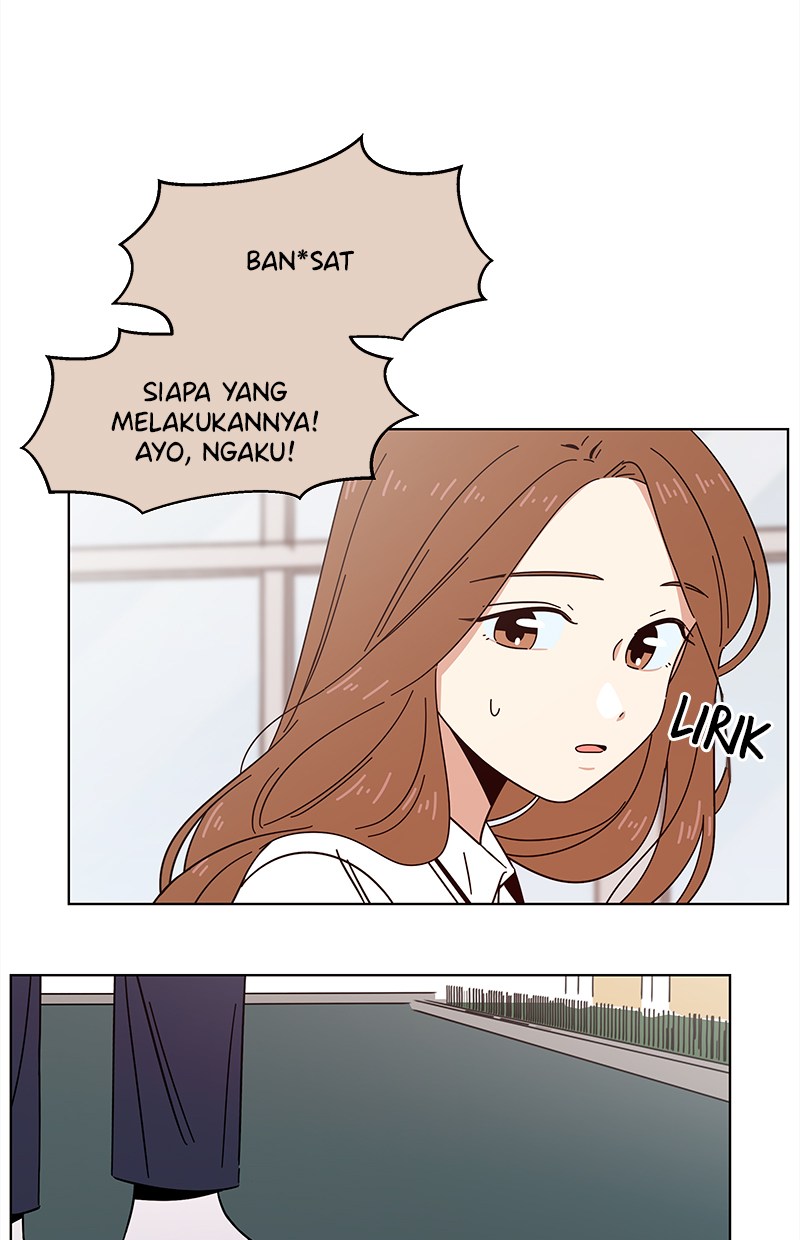 BAN*SAT
SIAPA YANG
MELAKUKANNYA!
AYO, NGAKU!
LIRIK